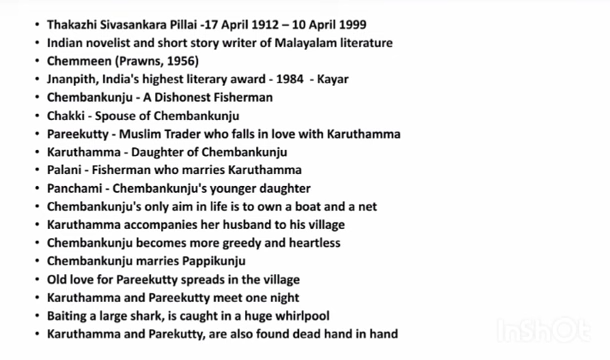 • Thakazhi Sivasankara Pillai -17 April 1912 – 10 April 1999
• Indian novelist and short story writer of Malayalam literature
• Chemmeen (Prawns, 1956)
• Jnanpith, India's highest literary award - 1984 - Kayar
• Chembankunju - A Dishonest Fisherman
• Chakki - Spouse of Chembankunju
• Pareekutty - Muslim Trader who falls in love with Karuthamma
• Karuthamma - Daughter of Chembankunju
• Palani - Fisherman who marries Karuthamma
• Panchami - Chembankunju's younger daughter
• Chembankunju's only aim in life is to own a boat and a net
• Karuthamma accompanies her husband to his village
• Chembankunju becomes more greedy and heartless
• Chembankunju marries Pappikunju
• Old love for Pareekutty spreads in the village
• Karuthamma and Pareekutty meet one night
• Baiting a large shark, is caught in a huge whirlpool
• Karuthamma and Parekutty, are also found dead hand in hand
InShOt